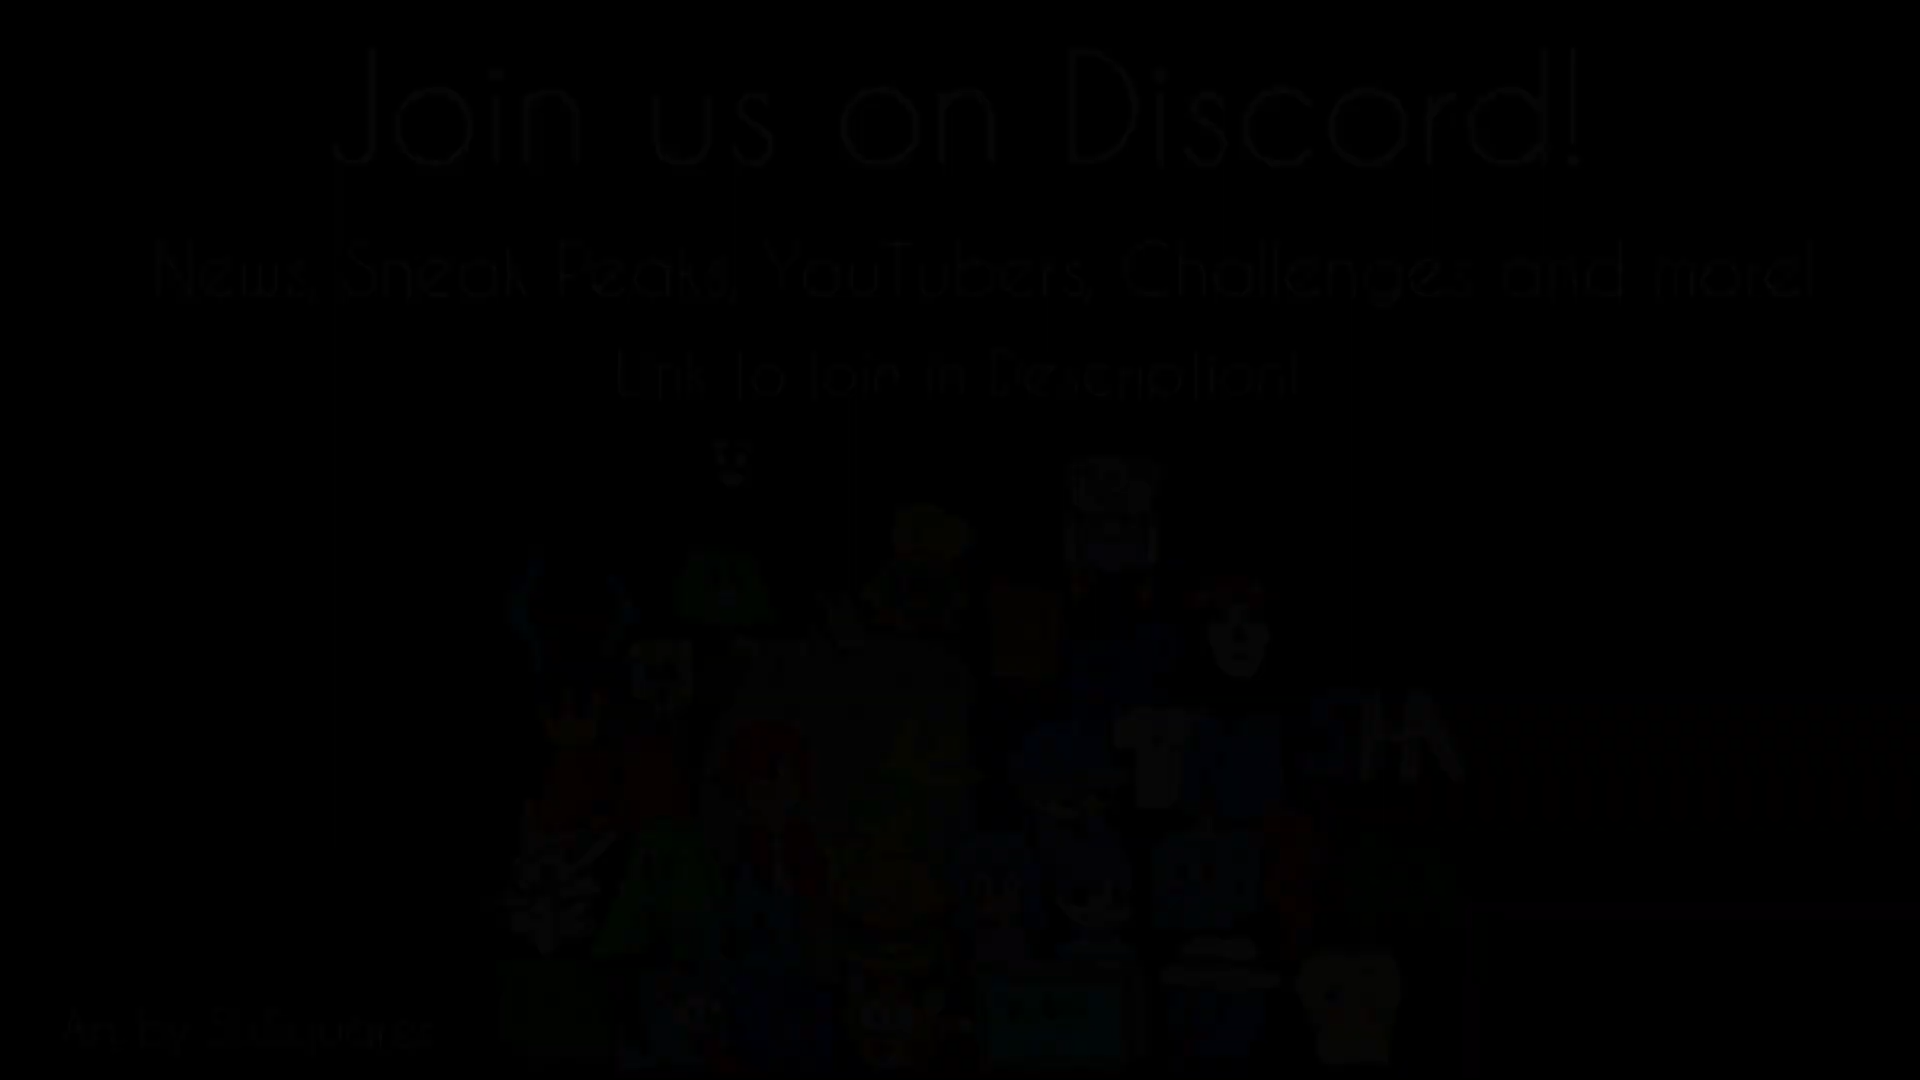 Join us on Discord!
News, Sneak Peaks, YouTubers, Challenges and more!
Link to Join in Description!
Art by